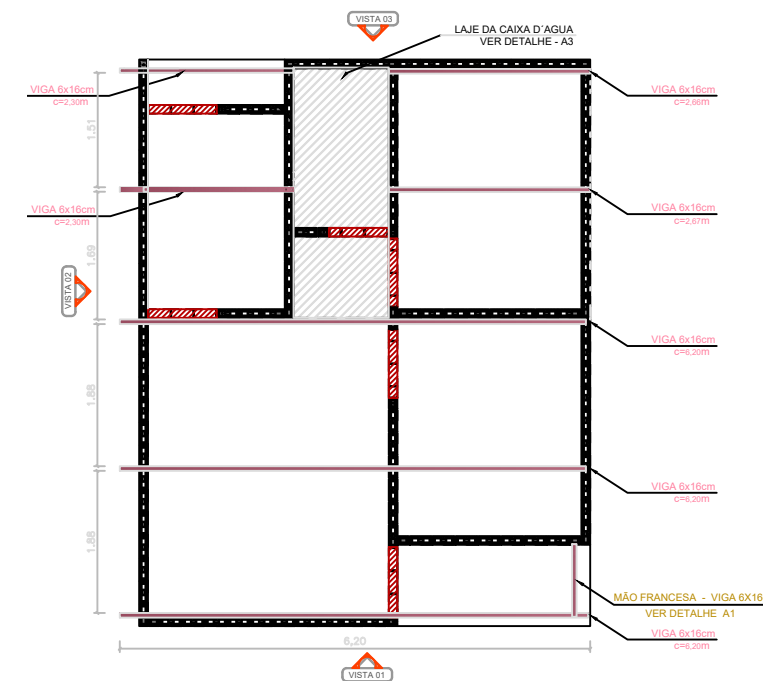 VISTA 03
LAJE DA CAIXA D´AGUA
VER DETALHE - A3
VIGA 6x16cm
c=2,30m
VIGA 6x16cm
c=2,66m
1.51
VIGA 6x16cm
c=2,30m
VIGA 6x16cm
c=2,67m
1.69
VISTA 02
VIGA 6x16cm
c=6,20m
1.88
VIGA 6x16cm
c=6,20m
1.88
MÃO FRANCESA - VIGA 6X16
VER DETALHE A1
VIGA 6x16cm
c=6,20m
6,20
VISTA 01